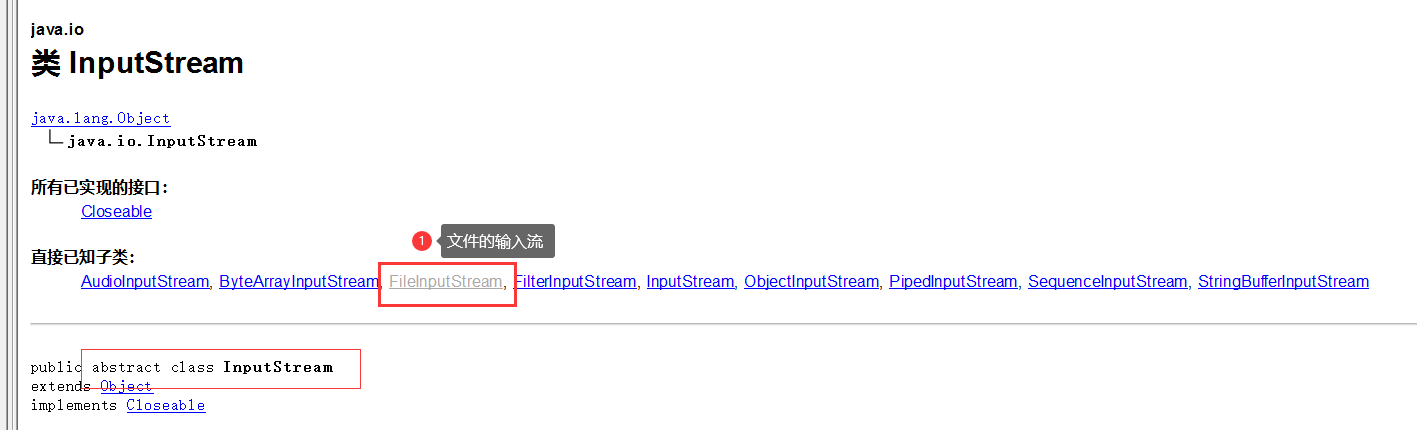 java.io
类 InputStream
java.lang.Object
java.io.InputStream
所有已实现的接口：
Closeable
1 文件的输入流
直接已知子类：
AudioInputStream, ByteArrayInputStream, FileInputStream, FilterInputStream, InputStream, ObjectInputStream, PipedInputStream, SequenceInputStream, StringBufferInputStream
public abstract class InputStream
extends Object
implements Closeable